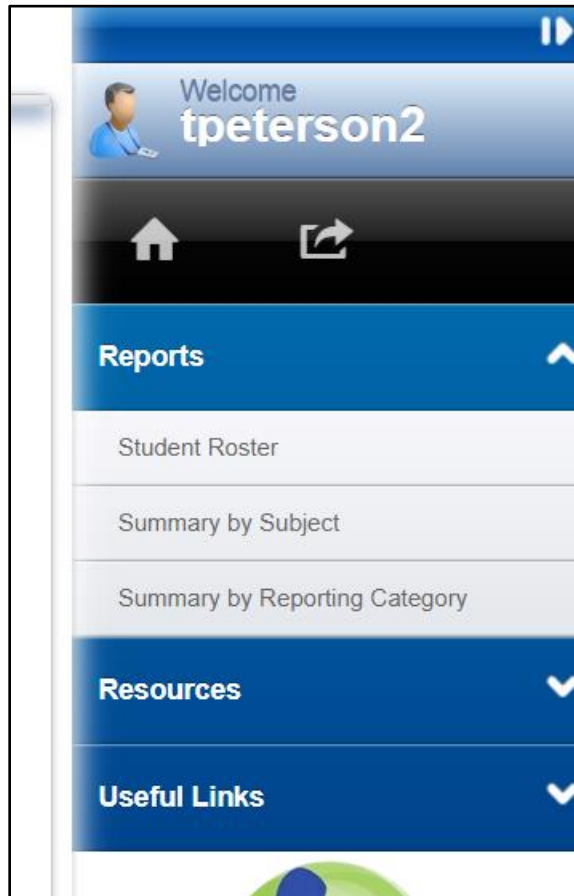 Welcome
tpeterson2
Reports
Student Roster
Summary by Subject
Summary by Reporting Category
Resources
Useful Links